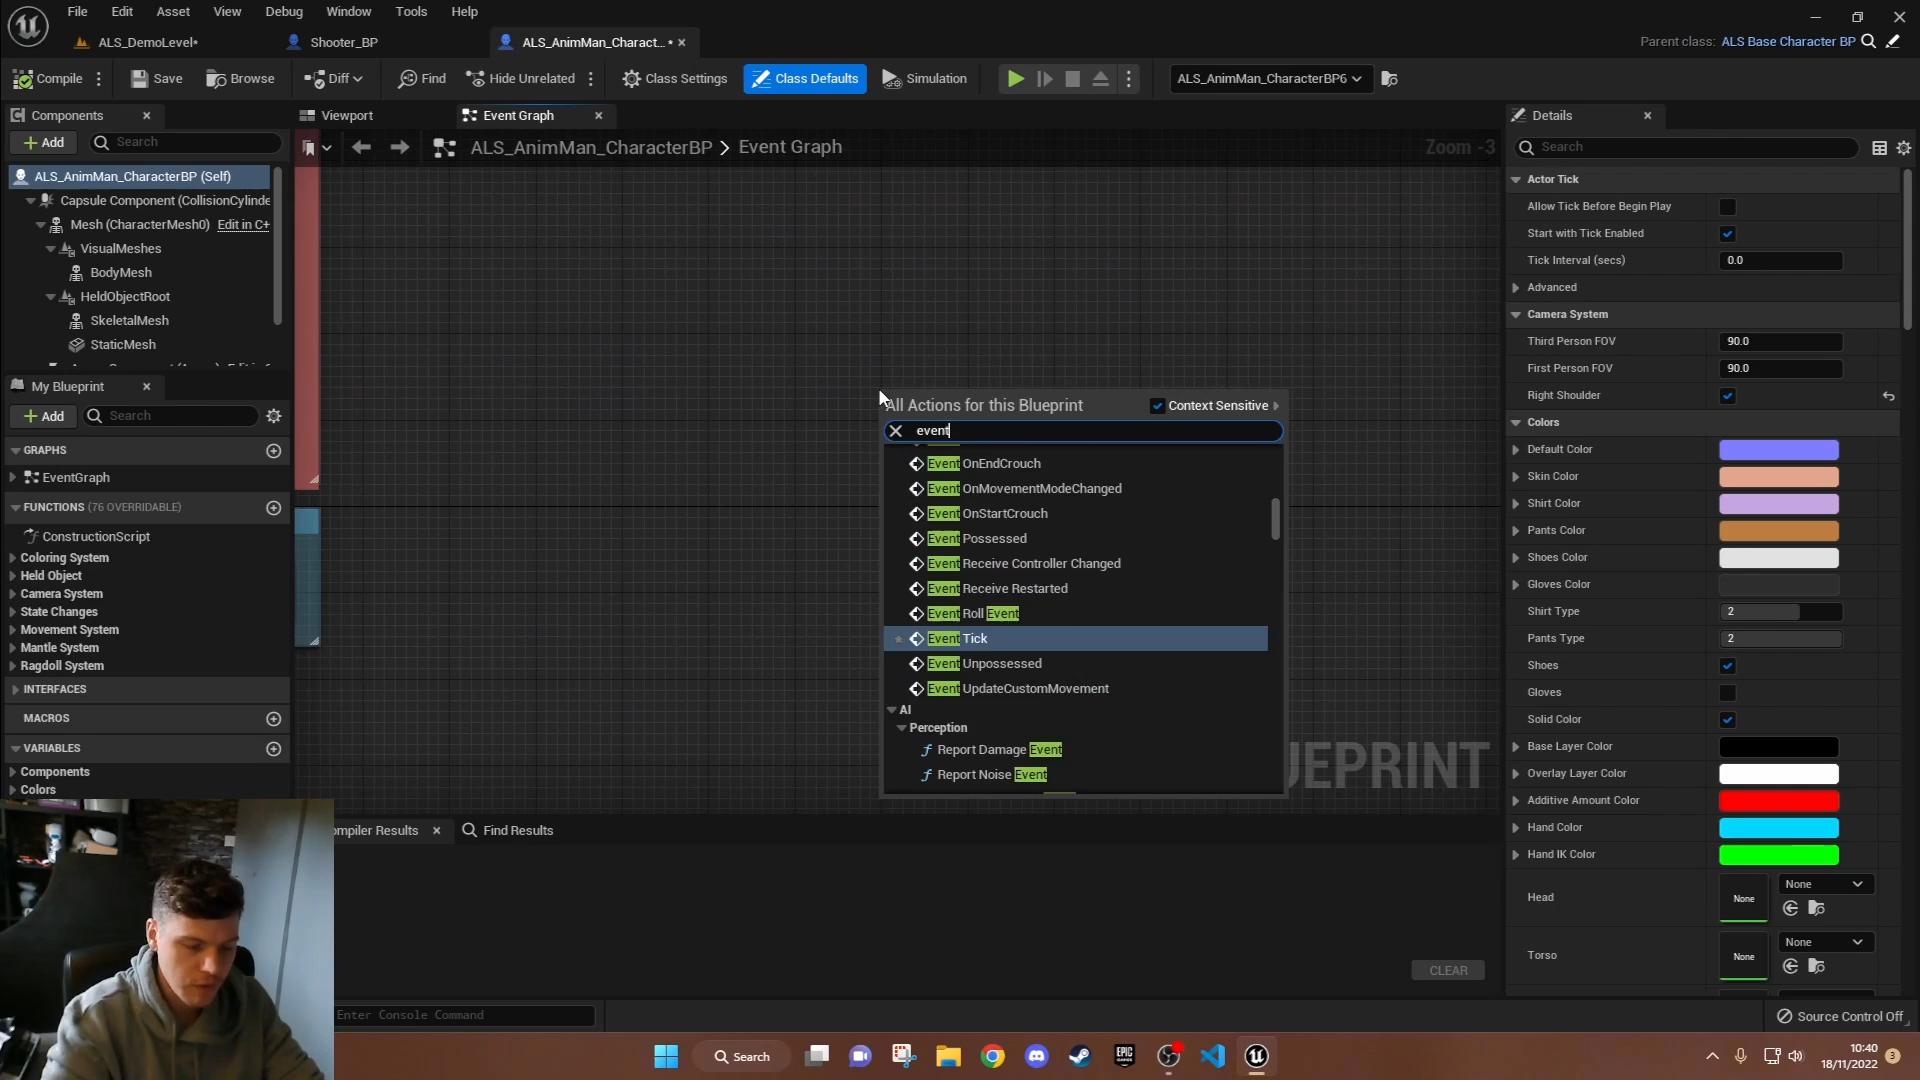 File Edit Asset View Debug Window Tools Help
ALS_DemoLevel* Shooter_BP ALS_AnimMan_Charact...* Parent class: ALS Base Character BP
Compile Save Browse Diff Find Hide Unrelated Class Settings Class Defaults Simulation ALS_AnimMan_CharacterBP6
Components Viewport Event Graph Details
Add Search ALS_AnimMan_CharacterBP > Event Graph Zoom -3 Search
ALS_AnimMan_CharacterBP (Self)
Capsule Component (CollisionCylinde
Mesh (CharacterMesh0) Edit in C+
VisualMeshes
BodyMesh
HeldObjectRoot
SkeletalMesh
StaticMesh
My Blueprint
Add Search
GRAPHS
EventGraph
FUNCTIONS (76 OVERRIDABLE)
ConstructionScript
Coloring System
Held Object
Camera System
State Changes
Movement System
Mantle System
Ragdoll System
INTERFACES
MACROS
VARIABLES
Components
Colors
All Actions for this Blueprint Context Sensitive
event
Event OnEndCrouch
Event OnMovementModeChanged
Event OnStartCrouch
Event Possessed
Event Receive Controller Changed
Event Receive Restarted
Event Roll Event
Event Tick
Event Unpossessed
Event UpdateCustomMovement
AI
Perception
Report Damage Event
Report Noise Event
UEPRINT
ompiler Results Find Results
CLEAR
Enter Console Command
Actor Tick
Allow Tick Before Begin Play
Start with Tick Enabled
Tick Interval (secs) 0.0
Advanced
Camera System
Third Person FOV 90.0
First Person FOV 90.0
Right Shoulder
Colors
Default Color
Skin Color
Shirt Color
Pants Color
Shoes Color
Gloves Color
Shirt Type 2
Pants Type 2
Shoes
Gloves
Solid Color
Base Layer Color
Overlay Layer Color
Additive Amount Color
Hand Color
Hand IK Color
Head None None
Torso None None
Source Control Off
Search EPIC GAMES 10:40
18/11/2022 3